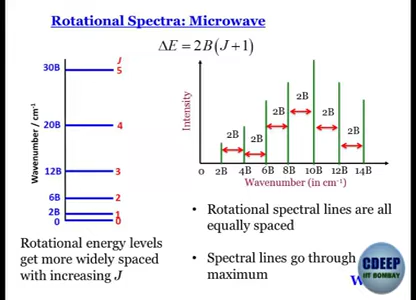 Rotational Spectra: Microwave
ΔE = 2B(J+1)
Wavenumber / cm⁻¹
J
30B 5
20B 4
12B 3
6B 2
2B 1
0 0
Intensity
2B 2B 2B 2B 2B 2B 2B
0 2B 4B 6B 8B 10B 12B 14B
Wavenumber (in cm⁻¹)
Rotational energy levels
get more widely spaced
with increasing J
• Rotational spectral lines are all
equally spaced
• Spectral lines go through
maximum
CDEEP
IIT BOMBAY